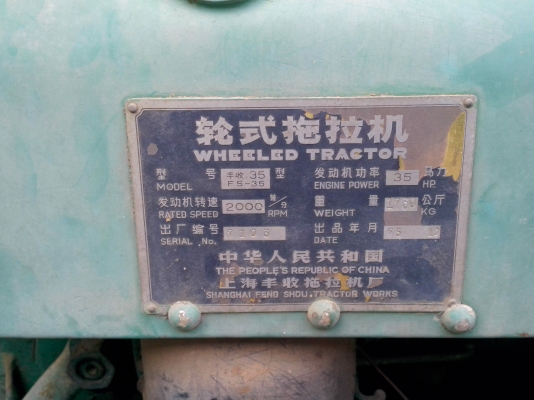 轮式拖拉机
WHEELED TRACTOR
型号 丰收 35 型 发动机功率 35 马力
MODEL FS-35 ENGINE POWER HP
发动机转速 2000 转/分 重量 公斤
RATED SPEED RPM WEIGHT KG
出厂编号 出品年月
SERIAL No. DATE
中华人民共和国
THE PEOPLE'S REPUBLIC OF CHINA
上海丰收拖拉机厂
SHANGHAI FENG SHOU TRACTOR WORKS